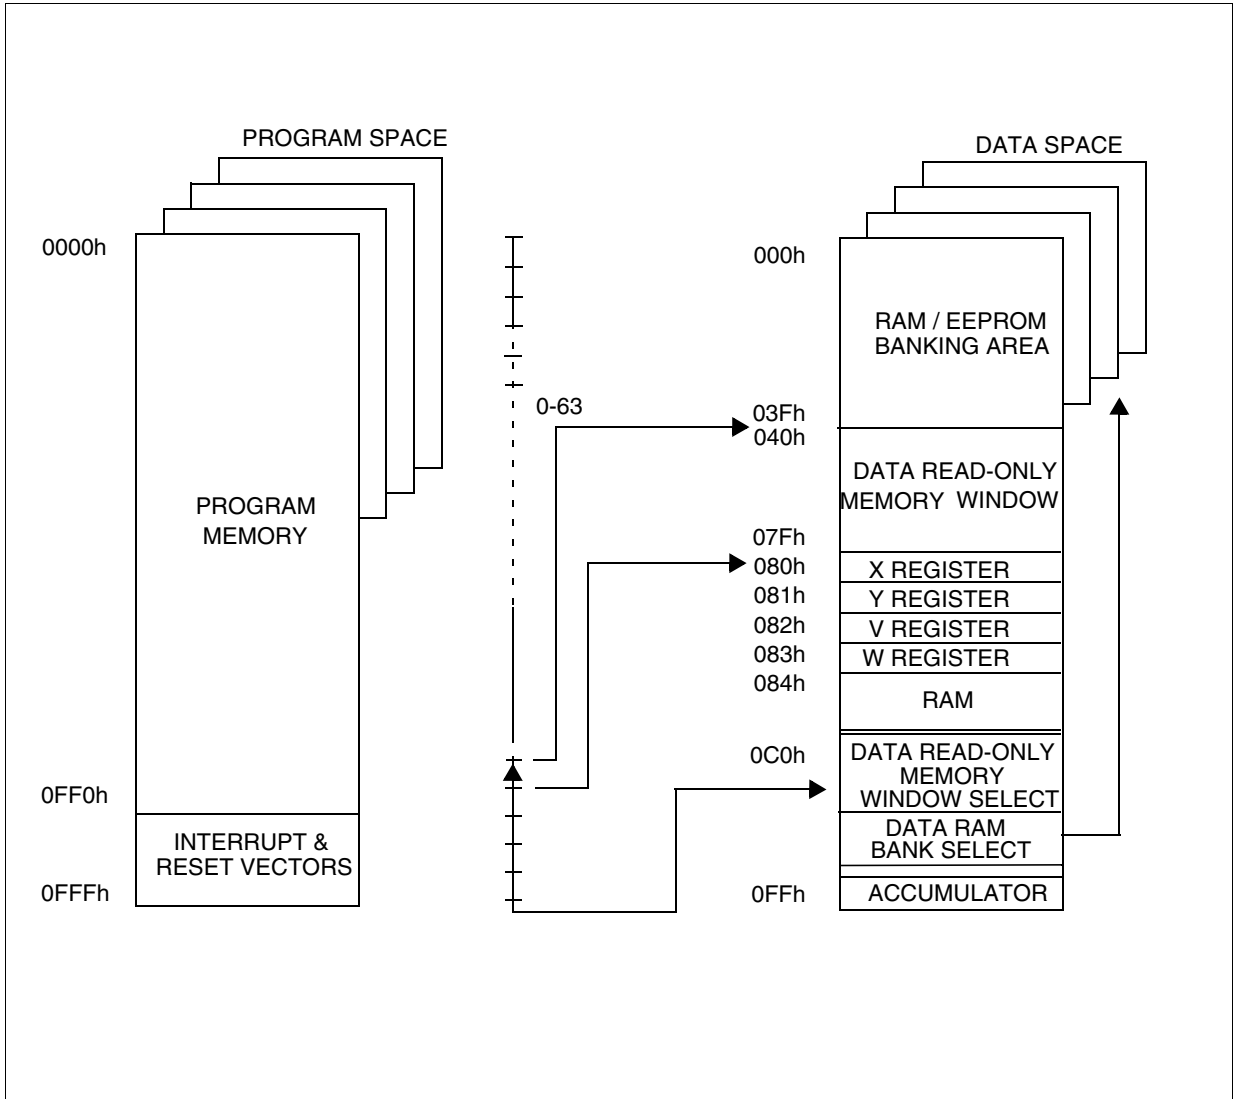 PROGRAM SPACE
0000h
PROGRAM
MEMORY
0FF0h
INTERRUPT &
RESET VECTORS
0FFFh
0-63
DATA SPACE
000h
RAM / EEPROM
BANKING AREA
03Fh
040h
DATA READ-ONLY
MEMORY WINDOW
07Fh
080h
X REGISTER
081h
Y REGISTER
082h
V REGISTER
083h
W REGISTER
084h
RAM
0C0h
DATA READ-ONLY
MEMORY
WINDOW SELECT
DATA RAM
BANK SELECT
0FFh
ACCUMULATOR